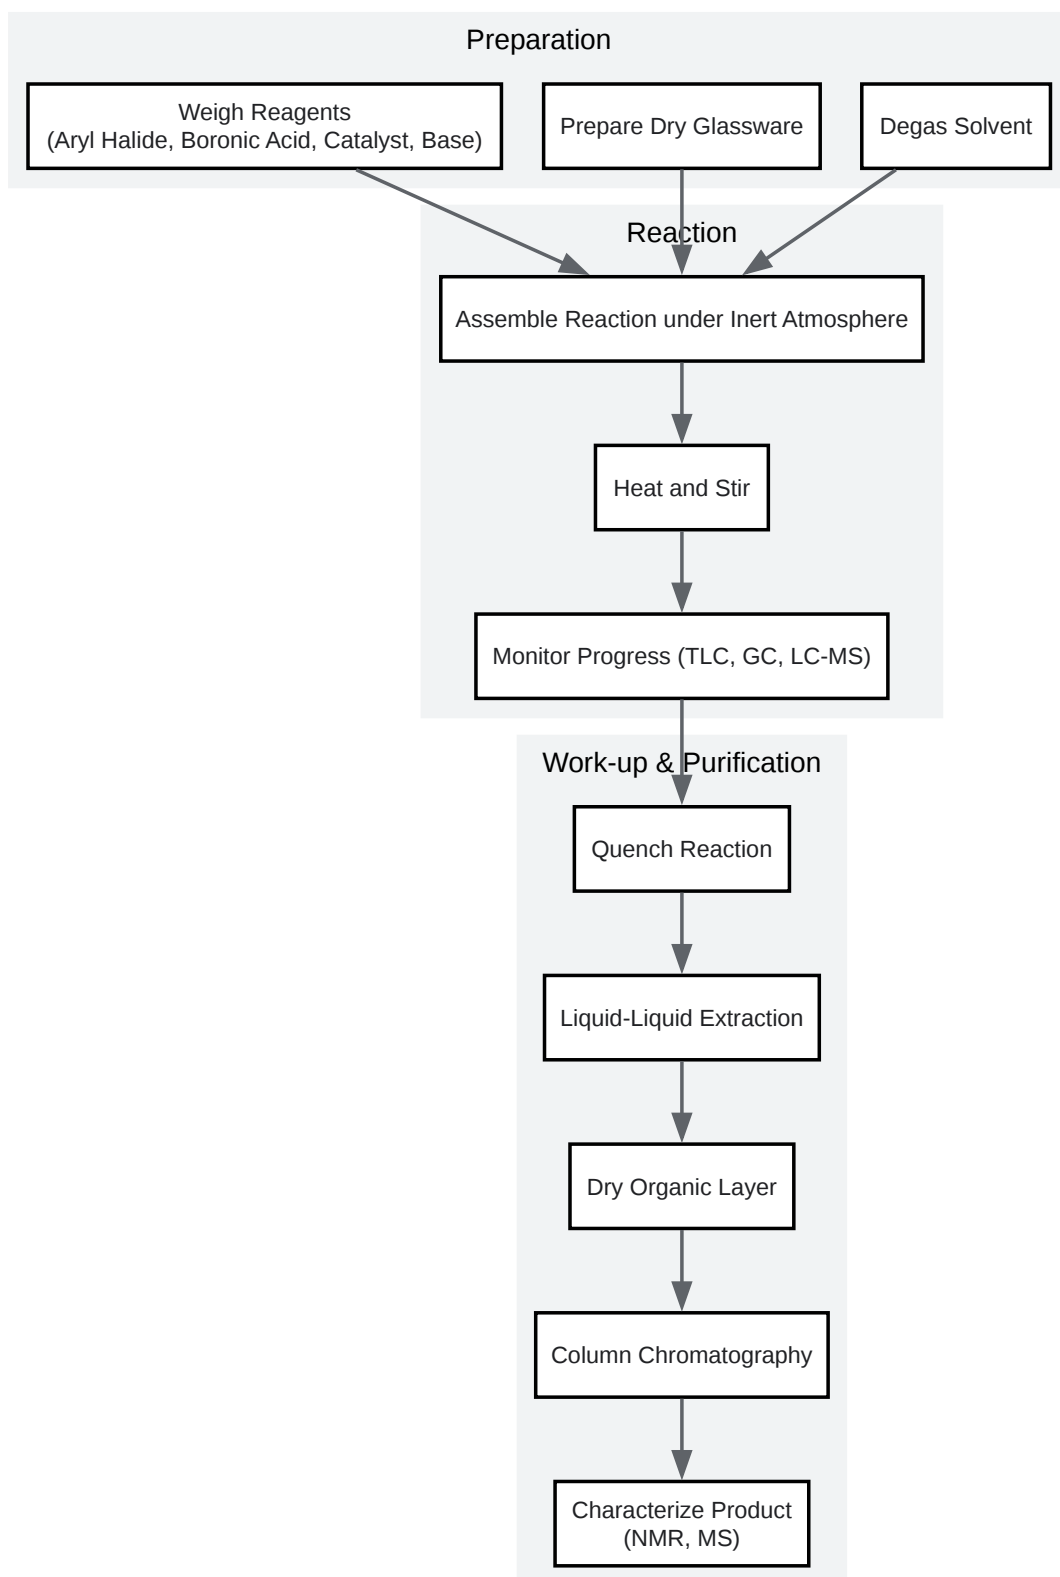 Preparation
Weigh Reagents
(Aryl Halide, Boronic Acid, Catalyst, Base)
Prepare Dry Glassware
Degas Solvent
Reaction
Assemble Reaction under Inert Atmosphere
Heat and Stir
Monitor Progress (TLC, GC, LC-MS)
Work-up & Purification
Quench Reaction
Liquid-Liquid Extraction
Dry Organic Layer
Column Chromatography
Characterize Product
(NMR, MS)